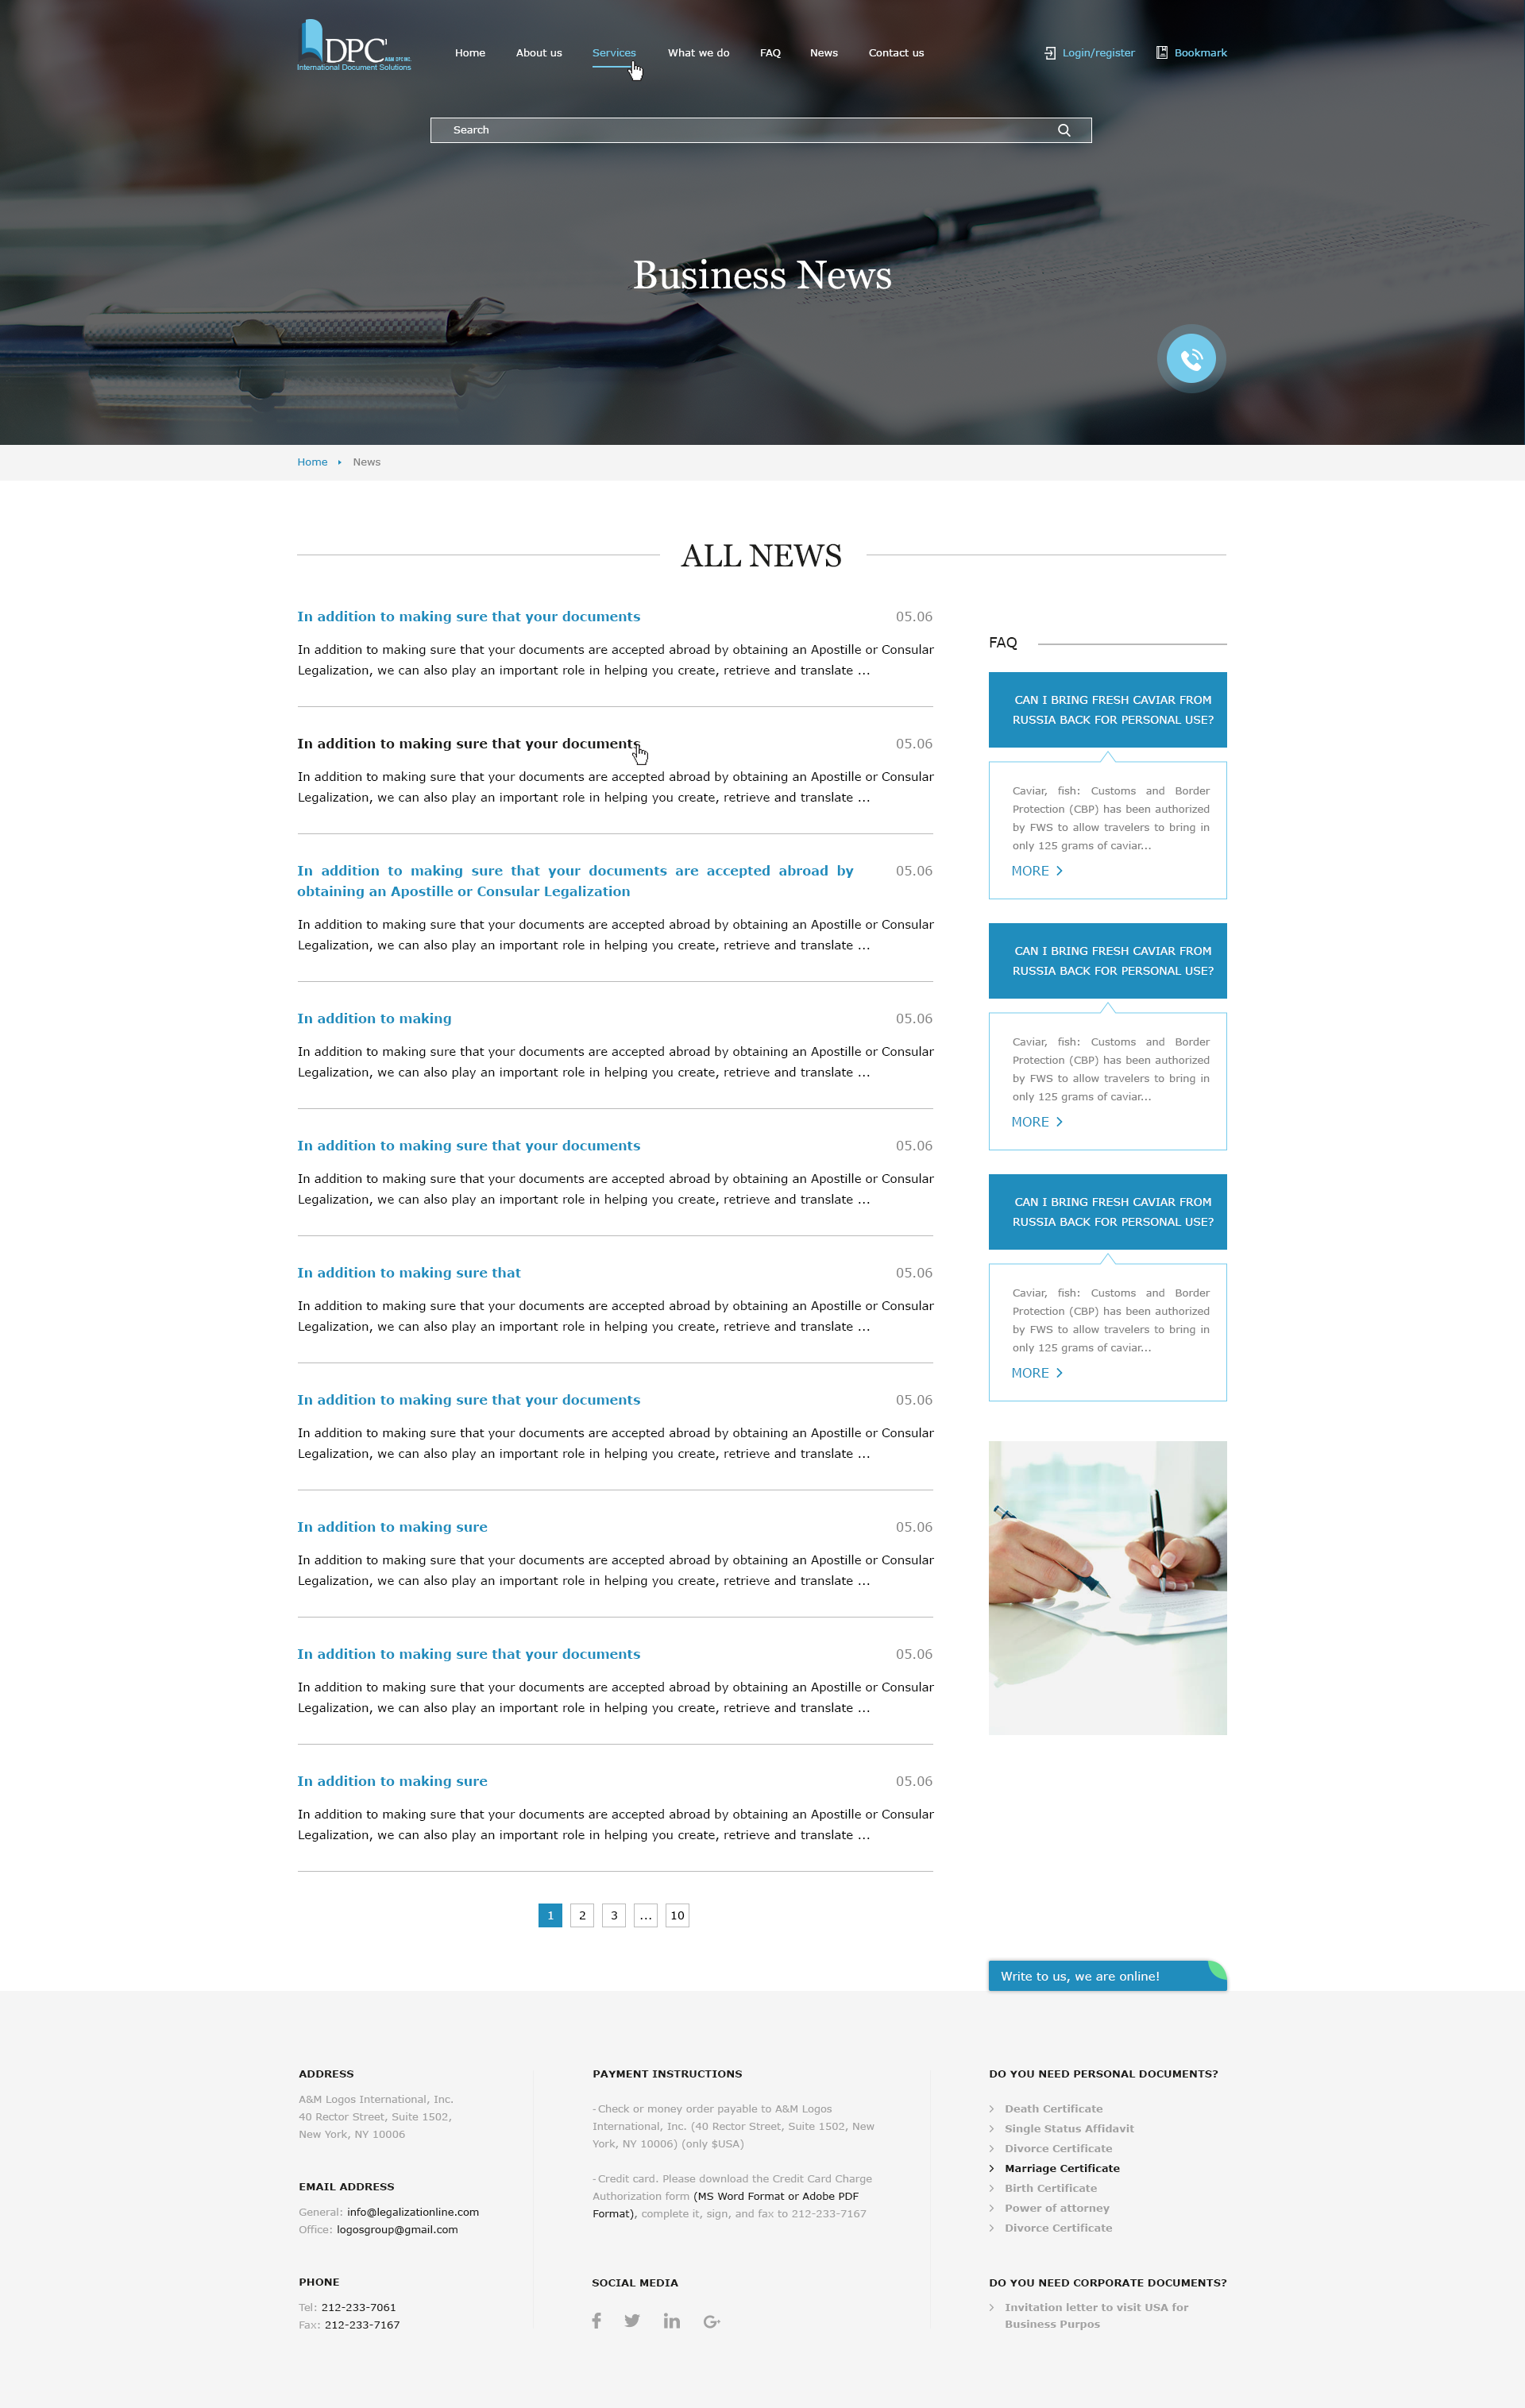 DPC
A&M DPC INC.
International Document Solutions
Home About us Services What we do FAQ News Contact us Login/register Bookmark
Search
Business News
Home News
ALL NEWS
In addition to making sure that your documents 05.06
In addition to making sure that your documents are accepted abroad by obtaining an Apostille or Consular
Legalization, we can also play an important role in helping you create, retrieve and translate ...
In addition to making sure that your documents 05.06
In addition to making sure that your documents are accepted abroad by obtaining an Apostille or Consular
Legalization, we can also play an important role in helping you create, retrieve and translate ...
In addition to making sure that your documents are accepted abroad by 05.06
obtaining an Apostille or Consular Legalization
In addition to making sure that your documents are accepted abroad by obtaining an Apostille or Consular
Legalization, we can also play an important role in helping you create, retrieve and translate ...
In addition to making 05.06
In addition to making sure that your documents are accepted abroad by obtaining an Apostille or Consular
Legalization, we can also play an important role in helping you create, retrieve and translate ...
In addition to making sure that your documents 05.06
In addition to making sure that your documents are accepted abroad by obtaining an Apostille or Consular
Legalization, we can also play an important role in helping you create, retrieve and translate ...
In addition to making sure that 05.06
In addition to making sure that your documents are accepted abroad by obtaining an Apostille or Consular
Legalization, we can also play an important role in helping you create, retrieve and translate ...
In addition to making sure that your documents 05.06
In addition to making sure that your documents are accepted abroad by obtaining an Apostille or Consular
Legalization, we can also play an important role in helping you create, retrieve and translate ...
In addition to making sure 05.06
In addition to making sure that your documents are accepted abroad by obtaining an Apostille or Consular
Legalization, we can also play an important role in helping you create, retrieve and translate ...
In addition to making sure that your documents 05.06
In addition to making sure that your documents are accepted abroad by obtaining an Apostille or Consular
Legalization, we can also play an important role in helping you create, retrieve and translate ...
In addition to making sure 05.06
In addition to making sure that your documents are accepted abroad by obtaining an Apostille or Consular
Legalization, we can also play an important role in helping you create, retrieve and translate ...
1 2 3 ... 10
FAQ
CAN I BRING FRESH CAVIAR FROM
RUSSIA BACK FOR PERSONAL USE?
Caviar, fish: Customs and Border
Protection (CBP) has been authorized
by FWS to allow travelers to bring in
only 125 grams of caviar...
MORE
CAN I BRING FRESH CAVIAR FROM
RUSSIA BACK FOR PERSONAL USE?
Caviar, fish: Customs and Border
Protection (CBP) has been authorized
by FWS to allow travelers to bring in
only 125 grams of caviar...
MORE
CAN I BRING FRESH CAVIAR FROM
RUSSIA BACK FOR PERSONAL USE?
Caviar, fish: Customs and Border
Protection (CBP) has been authorized
by FWS to allow travelers to bring in
only 125 grams of caviar...
MORE
Write to us, we are online!
ADDRESS
A&M Logos International, Inc.
40 Rector Street, Suite 1502,
New York, NY 10006
EMAIL ADDRESS
General: info@legalizationline.com
Office: logosgroup@gmail.com
PHONE
Tel: 212-233-7061
Fax: 212-233-7167
PAYMENT INSTRUCTIONS
- Check or money order payable to A&M Logos
International, Inc. (40 Rector Street, Suite 1502, New
York, NY 10006) (only $USA)
- Credit card. Please download the Credit Card Charge
Authorization form (MS Word Format or Adobe PDF
Format), complete it, sign, and fax to 212-233-7167
SOCIAL MEDIA
DO YOU NEED PERSONAL DOCUMENTS?
Death Certificate
Single Status Affidavit
Divorce Certificate
Marriage Certificate
Birth Certificate
Power of attorney
Divorce Certificate
DO YOU NEED CORPORATE DOCUMENTS?
Invitation letter to visit USA for
Business Purpos